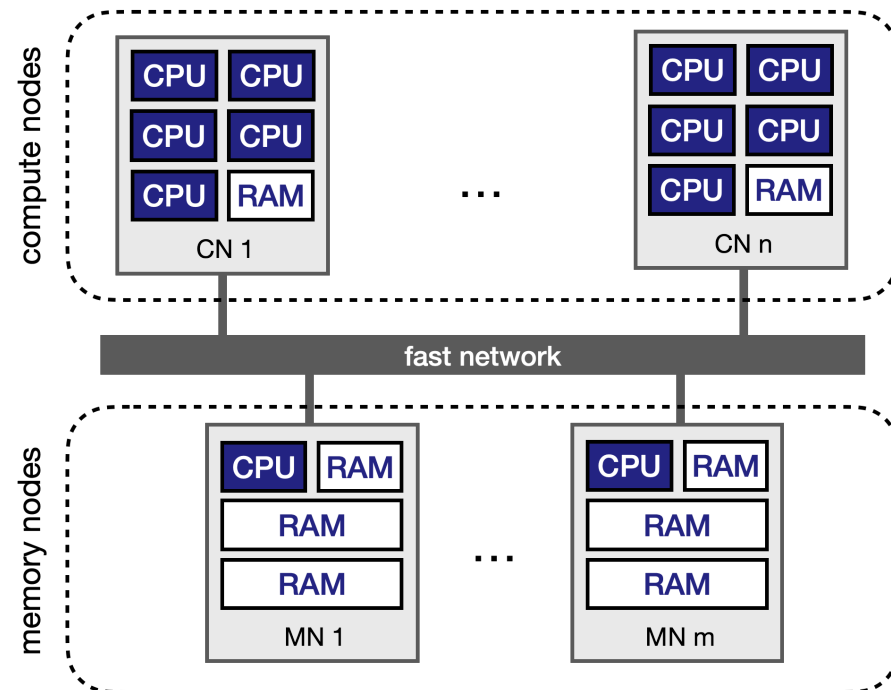 compute nodes
CPU CPU
CPU CPU
CPU RAM
CN 1
...
CPU CPU
CPU CPU
CPU RAM
CN n
fast network
memory nodes
CPU RAM
RAM
RAM
MN 1
...
CPU RAM
RAM
RAM
MN m